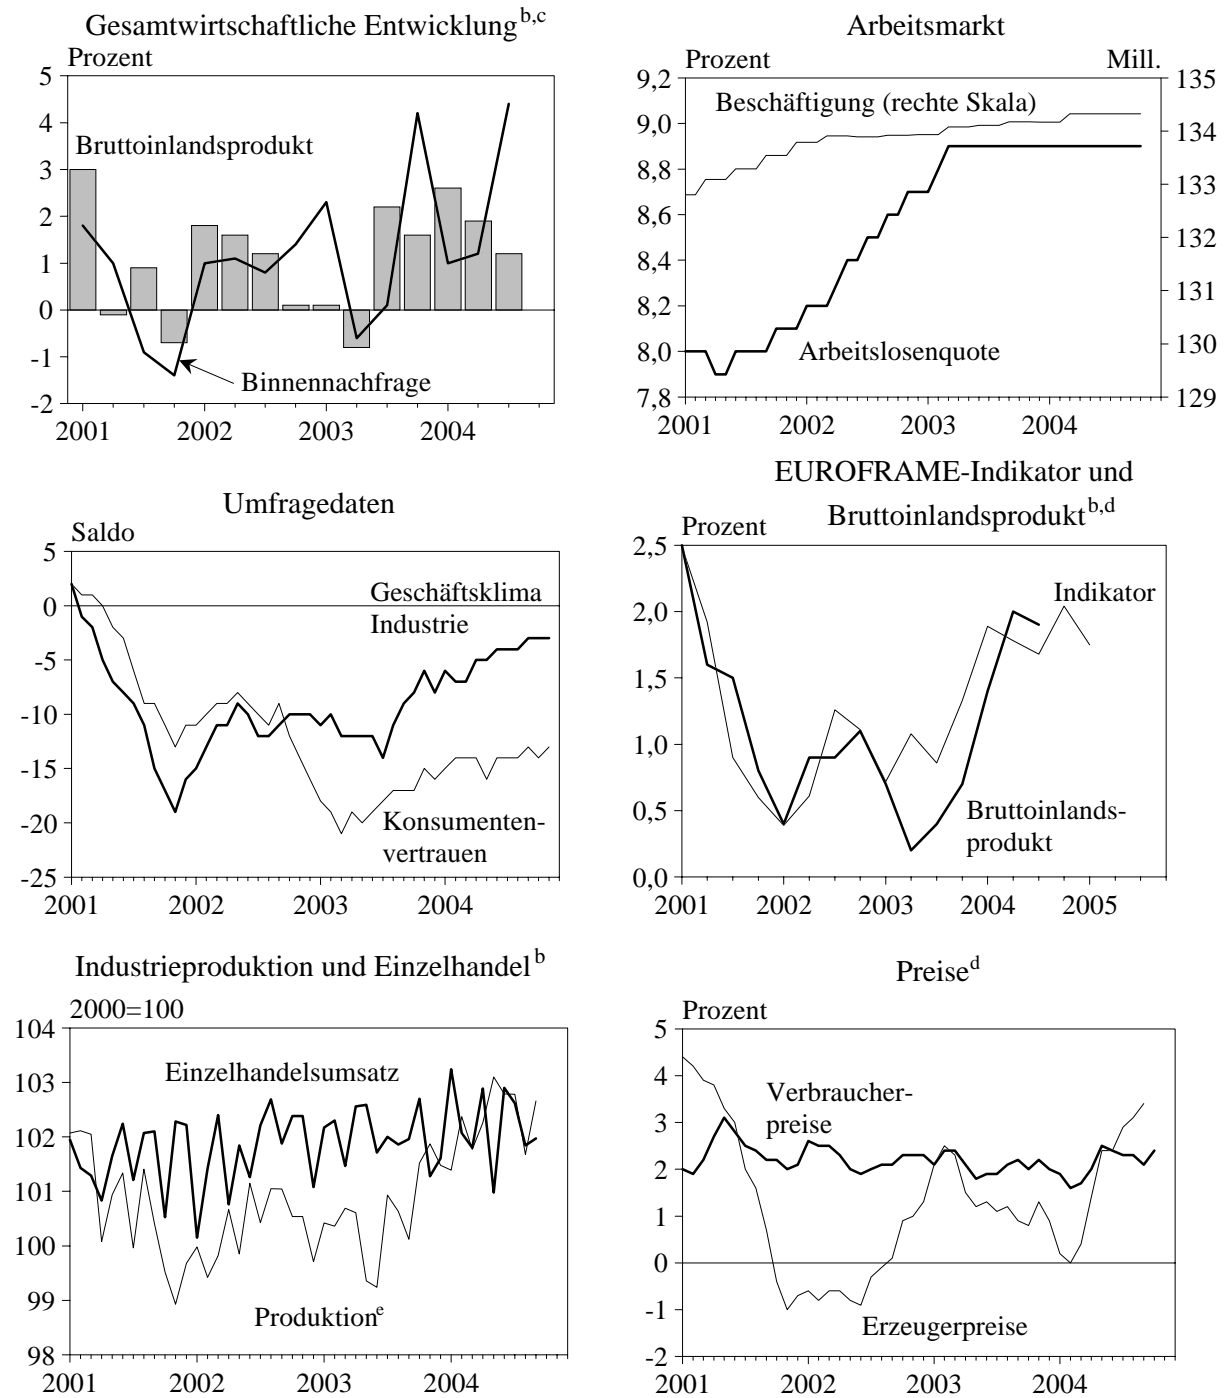 Gesamtwirtschaftliche Entwicklung b,c
Prozent
5
4
3
2
1
0
-1
-2
Bruttoinlandsprodukt
Binnennachfrage
2001 2002 2003 2004
Arbeitsmarkt
Prozent Mill.
9,2
9,0
8,8
8,6
8,4
8,2
8,0
7,8
135
134
133
132
131
130
129
Beschäftigung (rechte Skala)
Arbeitslosenquote
2001 2002 2003 2004
Umfragedaten
Saldo
5
0
-5
-10
-15
-20
-25
Geschäftsklima
Industrie
Konsumenten-
vertrauen
2001 2002 2003 2004
EUROFRAME-Indikator und
Bruttoinlandsprodukt b,d
Prozent
2,5
2,0
1,5
1,0
0,5
0,0
Indikator
Bruttoinlands-
produkt
2001 2002 2003 2004 2005
Industrieproduktion und Einzelhandel b
2000=100
104
103
102
101
100
99
98
Einzelhandelsumsatz
Produktion e
2001 2002 2003 2004
Preise d
Prozent
5
4
3
2
1
0
-1
-2
Verbraucher-
preise
Erzeugerpreise
2001 2002 2003 2004